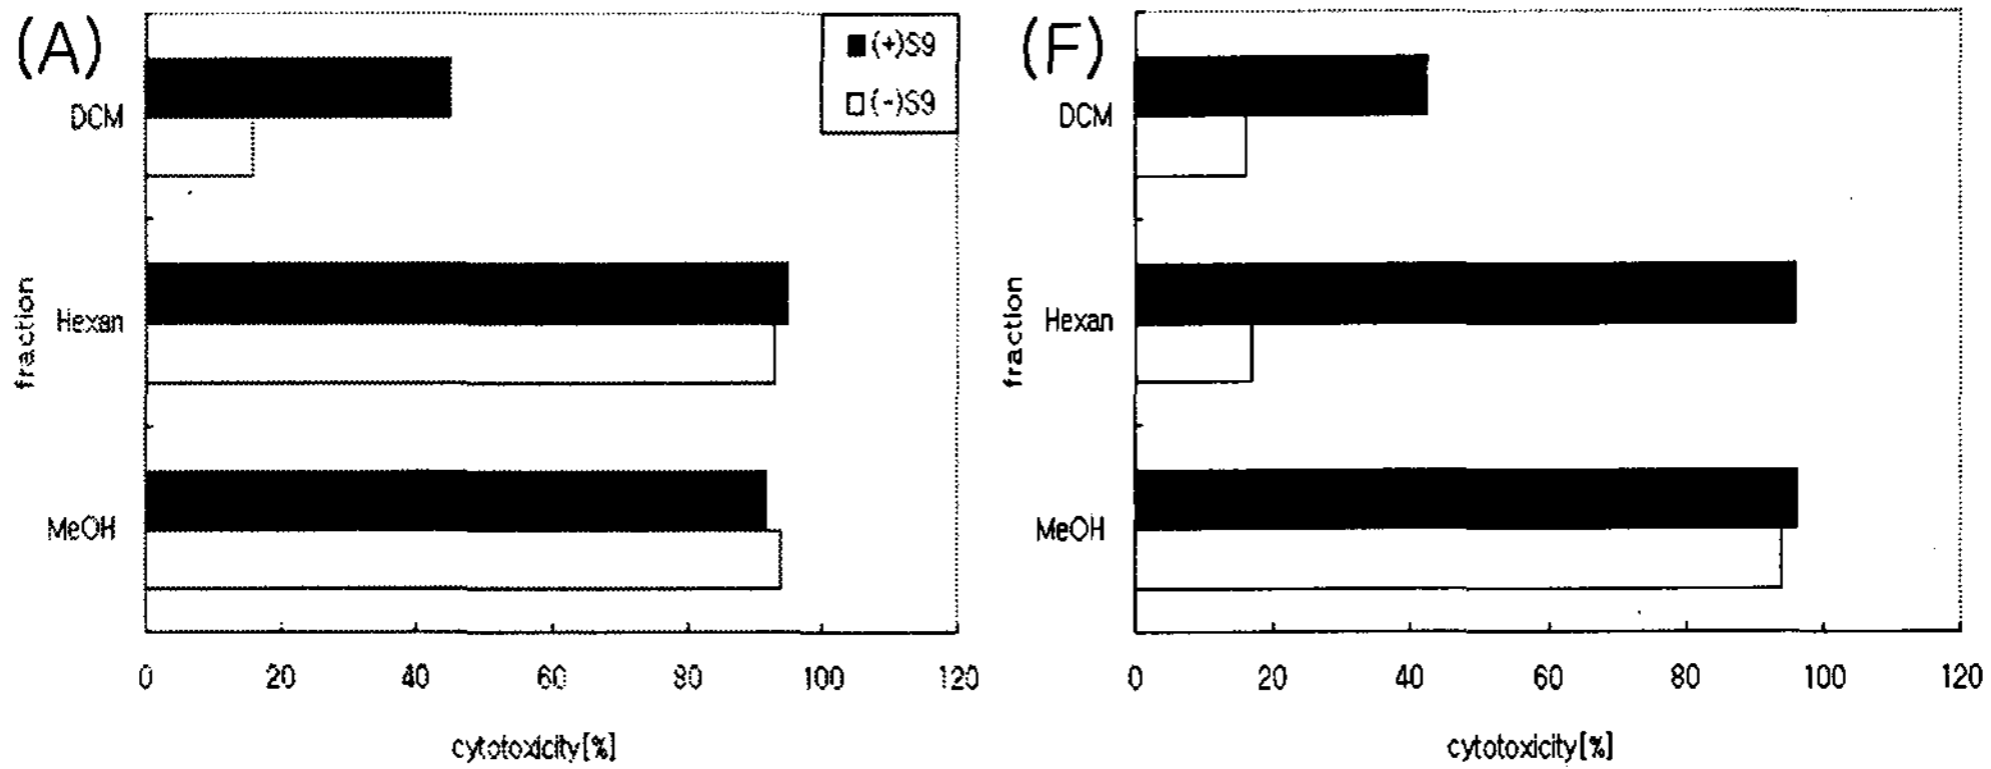 (A)
(+)S9
(-)S9
DCM
Hexan
MeOH
fraction
0 20 40 60 80 100 120
cytotoxicity[%]
(F)
DCM
Hexan
MeOH
fraction
0 20 40 60 80 100 120
cytotoxicity[%]